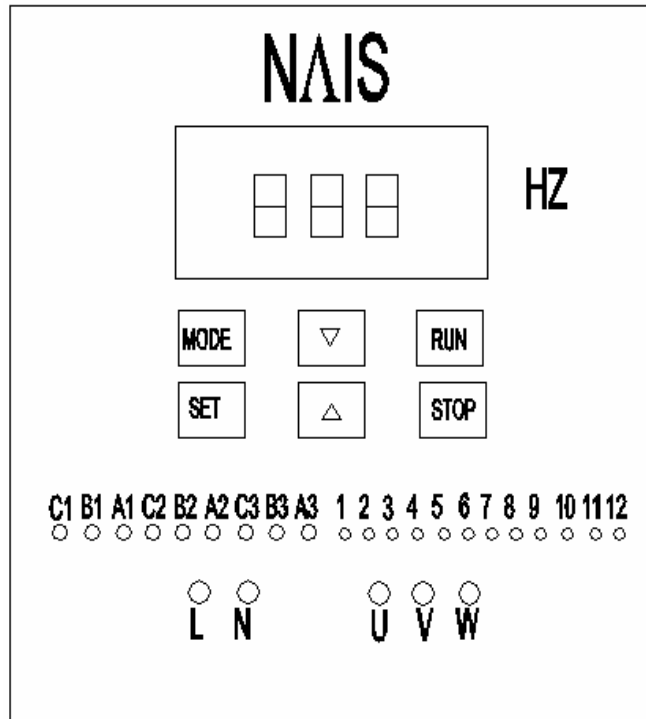 NΛIS
HZ
MODE ▽ RUN
SET △ STOP
C1 B1 A1 C2 B2 A2 C3 B3 A3 1 2 3 4 5 6 7 8 9 10 11 12
L N U V W